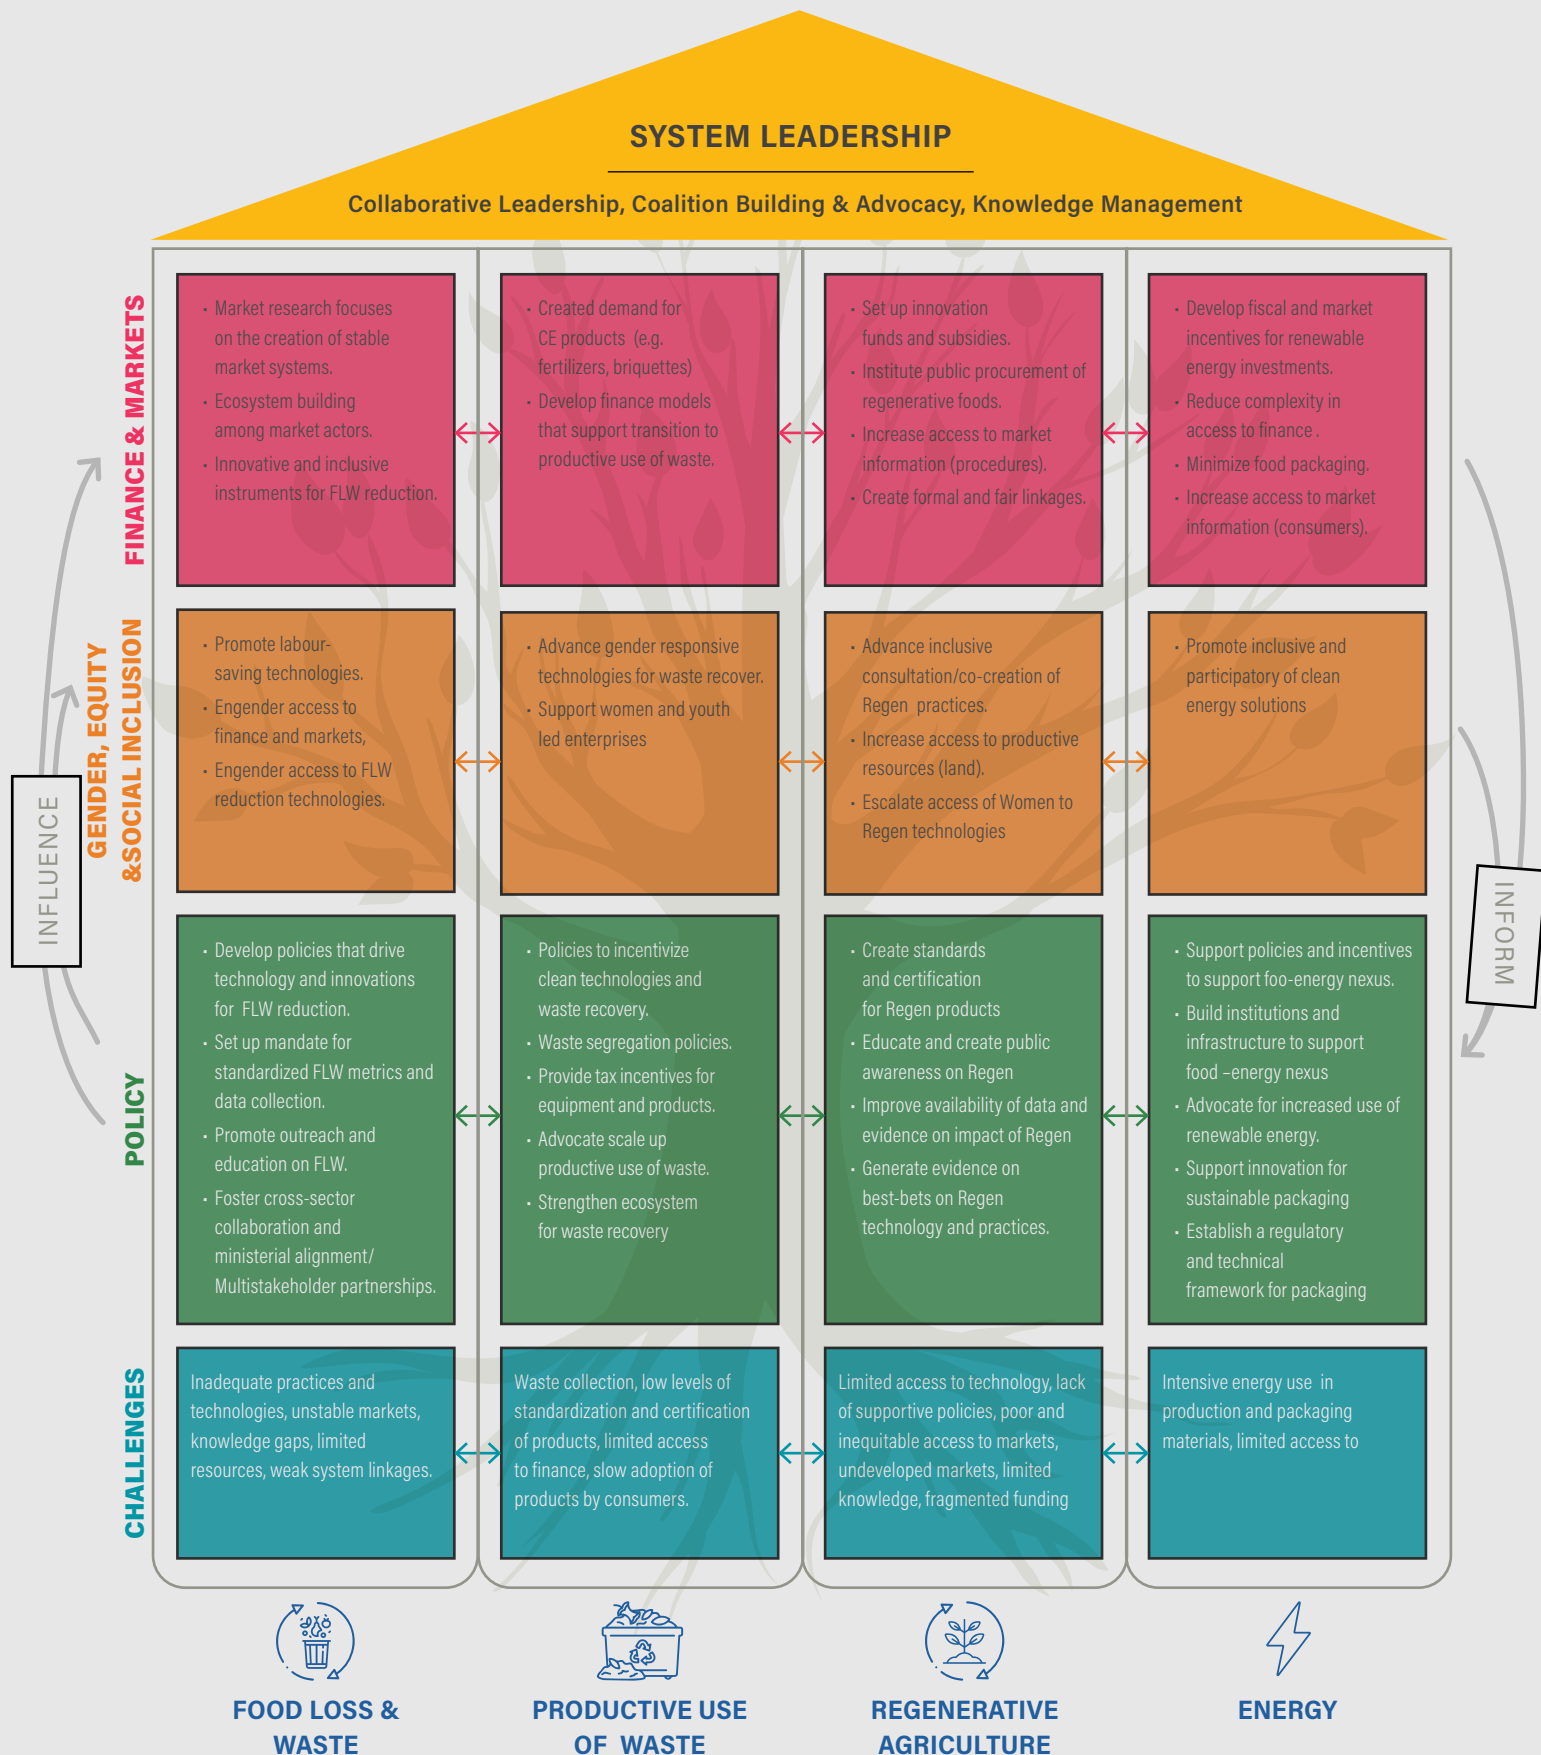 SYSTEM LEADERSHIP
Collaborative Leadership, Coalition Building & Advocacy, Knowledge Management
FINANCE & MARKETS
· Market research focuses
on the creation of stable
market systems.
· Ecosystem building
among market actors.
· Innovative and inclusive
instruments for FLW reduction.
· Created demand for
CE products (e.g.
fertilizers, briquettes)
· Develop finance models
that support transition to
productive use of waste.
· Set up innovation
funds and subsidies.
· Institute public procurement of
regenerative foods.
· Increase access to market
information (procedures).
· Create formal and fair linkages.
· Develop fiscal and market
incentives for renewable
energy investments.
· Reduce complexity in
access to finance .
· Minimize food packaging.
· Increase access to market
information (consumers).
GENDER, EQUITY
&SOCIAL INCLUSION
· Promote labour-
saving technologies.
· Engender access to
finance and markets,
· Engender access to FLW
reduction technologies.
· Advance gender responsive
technologies for waste recover.
· Support women and youth
led enterprises
· Advance inclusive
consultation/co-creation of
Regen practices.
· Increase access to productive
resources (land).
· Escalate access of Women to
Regen technologies
· Promote inclusive and
participatory of clean
energy solutions
INFLUENCE
INFORM
POLICY
· Develop policies that drive
technology and innovations
for FLW reduction.
· Set up mandate for
standardized FLW metrics and
data collection.
· Promote outreach and
education on FLW.
· Foster cross-sector
collaboration and
ministerial alignment/
Multistakeholder partnerships.
· Policies to incentivize
clean technologies and
waste recovery.
· Waste segregation policies.
· Provide tax incentives for
equipment and products.
· Advocate scale up
productive use of waste.
· Strengthen ecosystem
for waste recovery
· Create standards
and certification
for Regen products
· Educate and create public
awareness on Regen
· Improve availability of data and
evidence on impact of Regen
· Generate evidence on
best-bets on Regen
technology and practices.
· Support policies and incentives
to support foo-energy nexus.
· Build institutions and
infrastructure to support
food –energy nexus
· Advocate for increased use of
renewable energy.
· Support innovation for
sustainable packaging
· Establish a regulatory
and technical
framework for packaging
CHALLENGES
Inadequate practices and
technologies, unstable markets,
knowledge gaps, limited
resources, weak system linkages.
Waste collection, low levels of
standardization and certification
of products, limited access
to finance, slow adoption of
products by consumers.
Limited access to technology, lack
of supportive policies, poor and
inequitable access to markets,
undeveloped markets, limited
knowledge, fragmented funding
Intensive energy use in
production and packaging
materials, limited access to
FOOD LOSS &
WASTE
PRODUCTIVE USE
OF WASTE
REGENERATIVE
AGRICULTURE
ENERGY